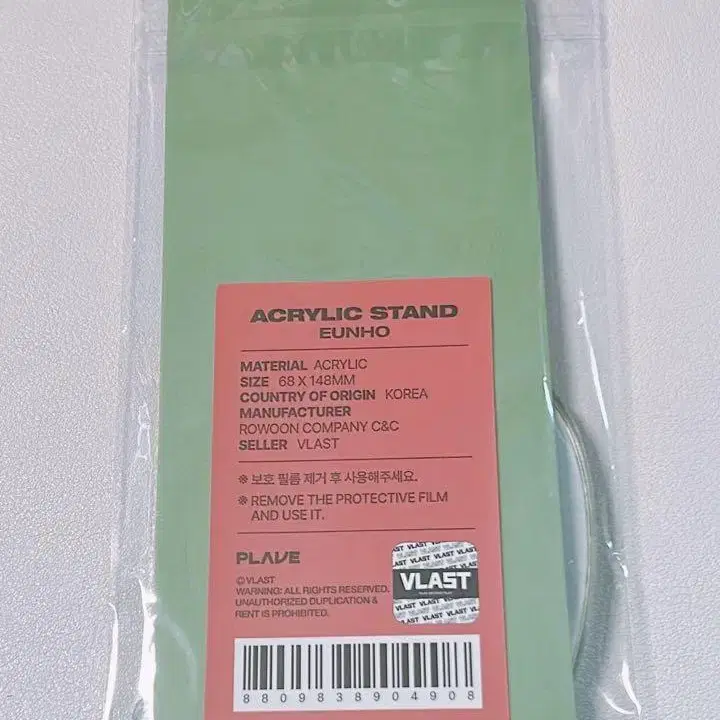 ACRYLIC STAND
EUNHO
MATERIAL ACRYLIC
SIZE 68 X 148MM
COUNTRY OF ORIGIN KOREA
MANUFACTURER
ROWOON COMPANY C&C
SELLER VLAST
※ 보호 필름 제거 후 사용해주세요.
※ REMOVE THE PROTECTIVE FILM
AND USE IT.
PLAVE
© VLAST
WARNING: ALL RIGHTS RESERVED.
UNAUTHORIZED DUPLICATION &
RENT IS PROHIBITED.
VLAST
8809838904908